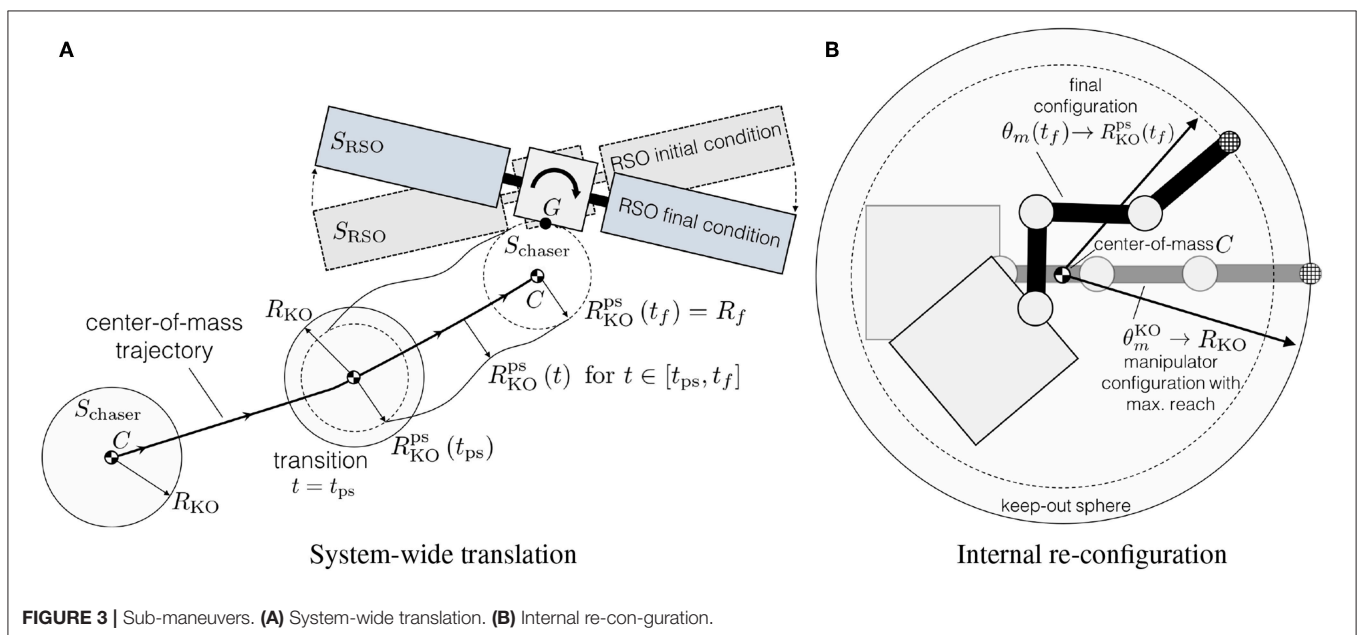 A
S_RSO
S_RSO
RSO initial condition
RSO final condition
G
S_chaser
C
R_KO^ps (t_f) = R_f
R_KO
center-of-mass
trajectory
R_KO^ps (t) for t ∈ [t_ps, t_f]
S_chaser
C
R_KO
R_KO^ps (t_ps)
transition
t = t_ps
System-wide translation
B
final
configuration
θ_m(t_f) → R_KO^ps(t_f)
center-of-mass C
θ_m^KO → R_KO
manipulator
configuration with
max. reach
keep-out sphere
Internal re-configuration
FIGURE 3 | Sub-maneuvers. (A) System-wide translation. (B) Internal re-con-guration.